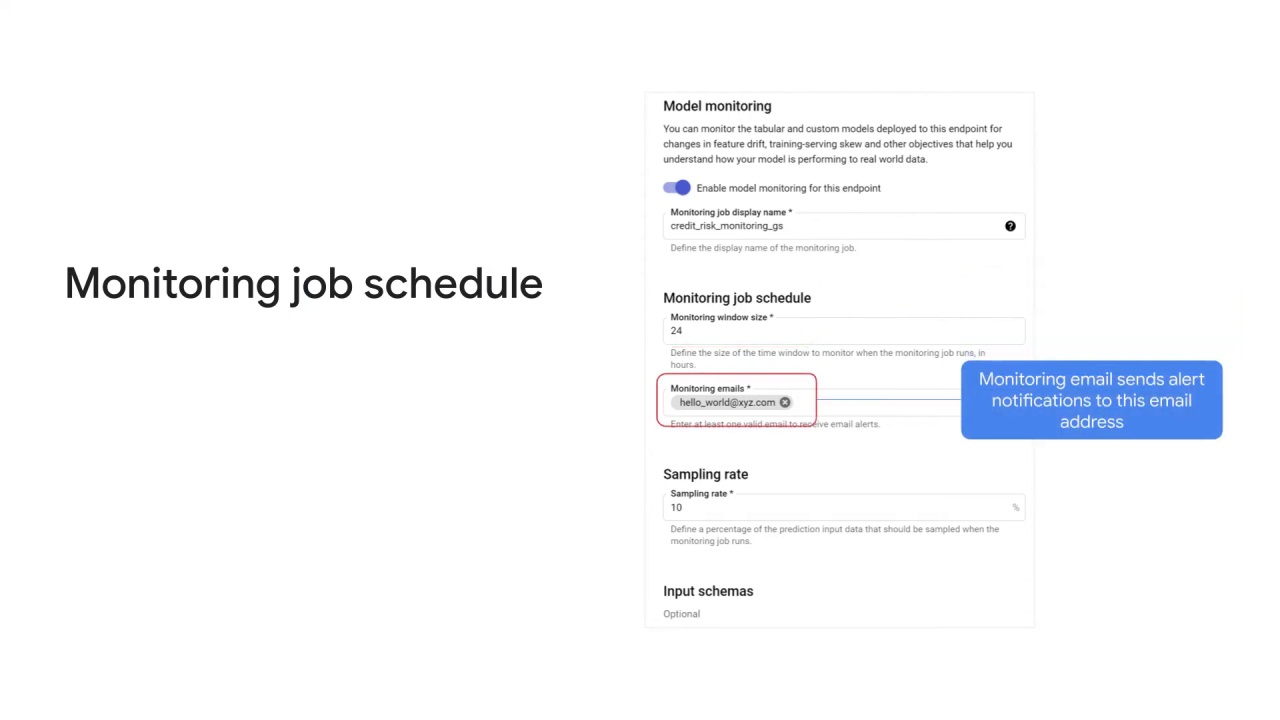 Monitoring job schedule
Model monitoring
You can monitor the tabular and custom models deployed to this endpoint for
changes in feature drift, training-serving skew and other objectives that help you
understand how your model is performing to real world data.
Enable model monitoring for this endpoint
Monitoring job display name *
credit_risk_monitoring_gs
?
Define the display name of the monitoring job.
Monitoring job schedule
Monitoring window size *
24
Define the size of the time window to monitor when the monitoring job runs, in
hours.
Monitoring emails *
hello_world@xyz.com
Enter at least one valid email to receive email alerts.
Monitoring email sends alert
notifications to this email
address
Sampling rate
Sampling rate *
10 %
Define a percentage of the prediction input data that should be sampled when the
monitoring job runs.
Input schemas
Optional